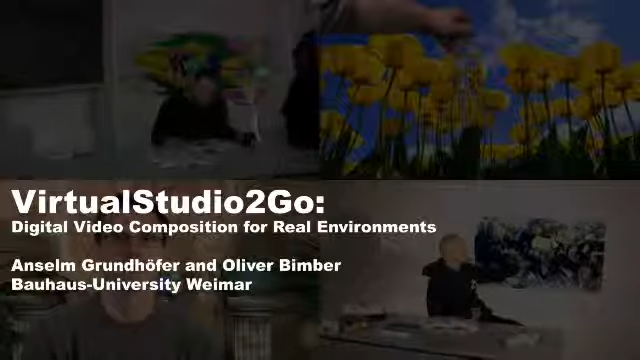 VirtualStudio2Go:
Digital Video Composition for Real Environments
Anselm Grundhöfer and Oliver Bimber
Bauhaus-University Weimar